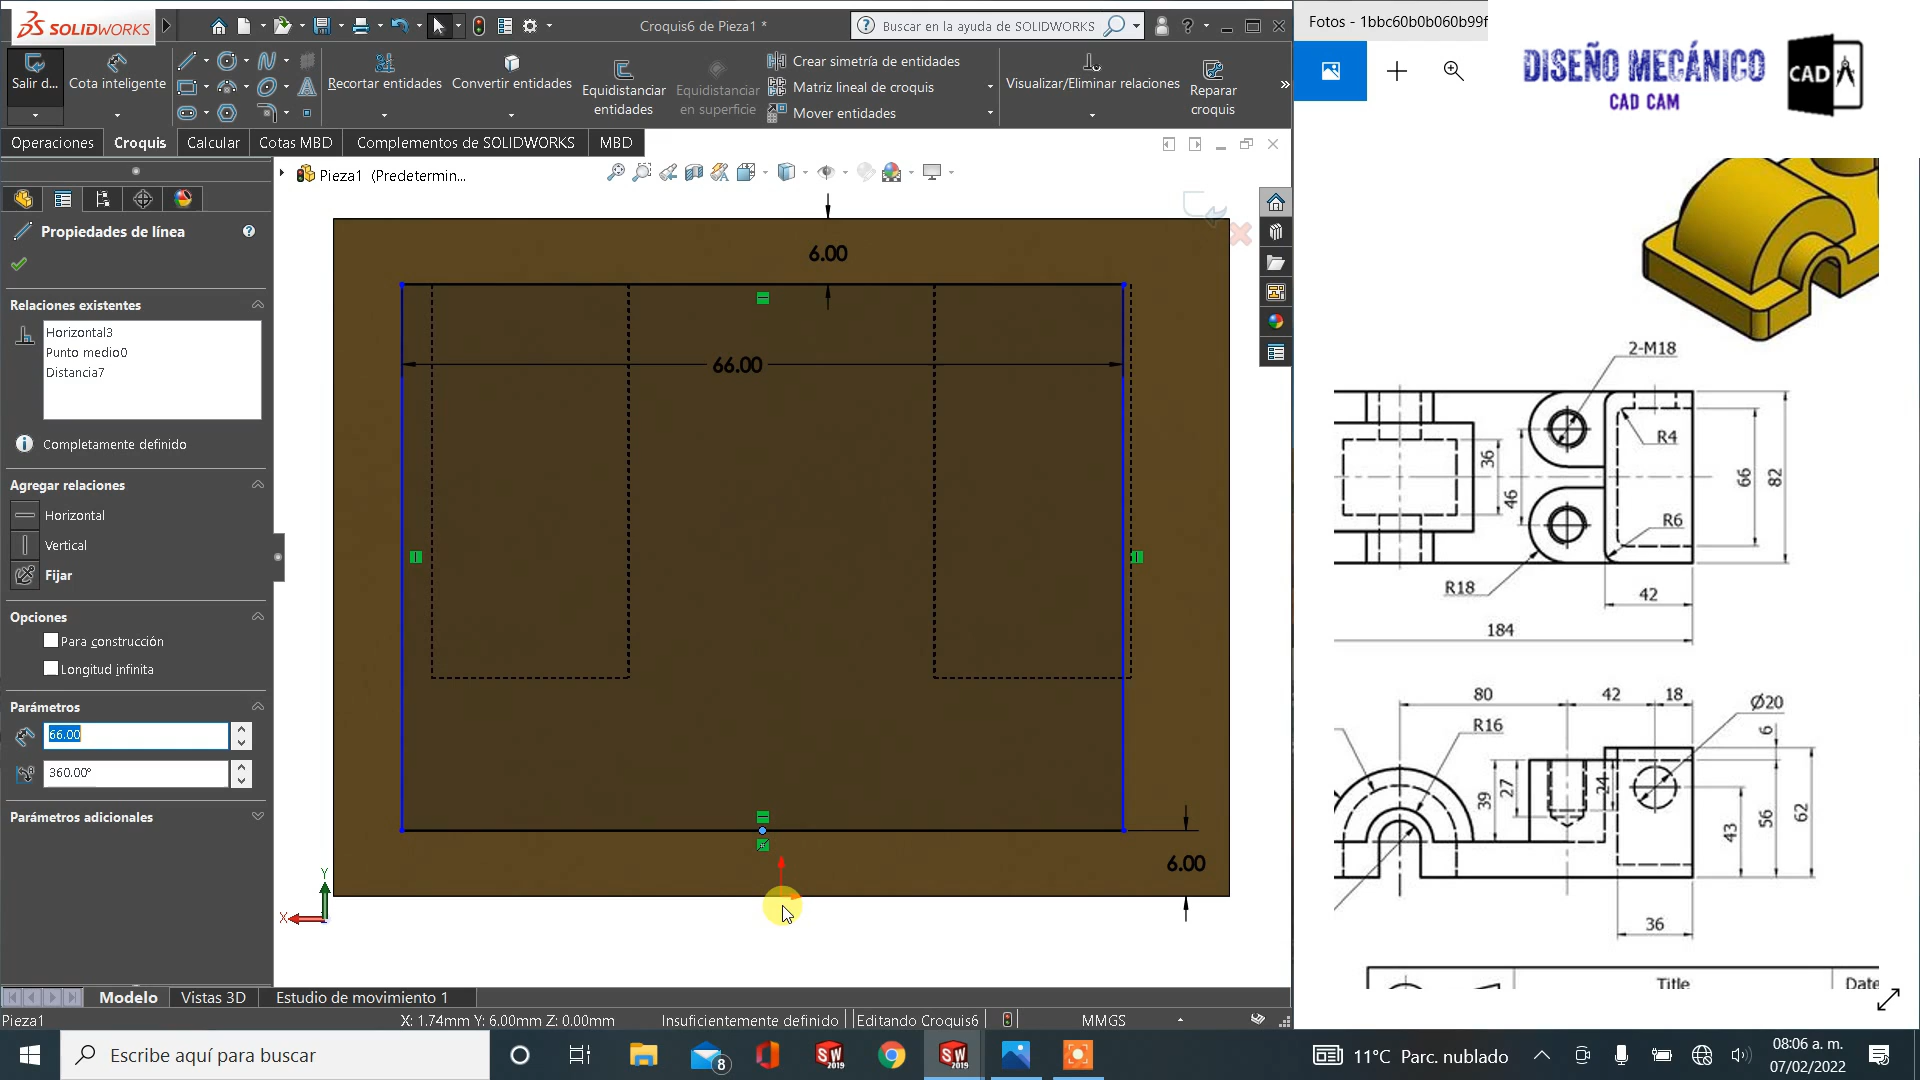 SOLIDWORKS
Croquis6 de Pieza1 *
Buscar en la ayuda de SOLIDWORKS
Fotos - 1bbc60b0b060b99f
DISEÑO MECÁNICO
CAD CAM
CAD
Salir d...
Cota inteligente
Recortar entidades
Convertir entidades
Equidistanciar
entidades
Equidistanciar
en superficie
Crear simetría de entidades
Matriz lineal de croquis
Mover entidades
Visualizar/Eliminar relaciones
Reparar
croquis
Operaciones
Croquis
Calcular
Cotas MBD
Complementos de SOLIDWORKS
MBD
Pieza1 (Predetermin...
Propiedades de línea
Relaciones existentes
Horizontal3
Punto medio0
Distancia7
Completamente definido
Agregar relaciones
Horizontal
Vertical
Fijar
Opciones
Para construcción
Longitud infinita
Parámetros
66.00
360.00°
Parámetros adicionales
6.00
66.00
6.00
Y
X
2-M18
R4
36
46
66
82
R6
R18
42
184
80
42
18
Ø20
R16
6
39
27
24
43
56
62
36
Title
Date
Modelo
Vistas 3D
Estudio de movimiento 1
Pieza1
X: 1.74mm Y: 6.00mm Z: 0.00mm
Insuficientemente definido
Editando Croquis6
MMGS
Escribe aquí para buscar
8
SW
2019
SW
2019
11°C Parc. nublado
08:06 a. m.
07/02/2022